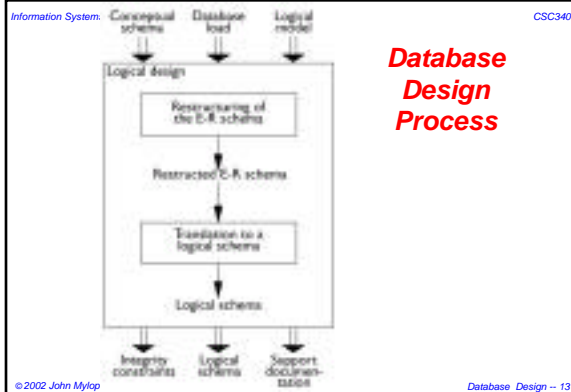 Information System
CSC340
Conceptual
schema
Database
load
Logical
model
Database
Design
Process
Logical design
Restructuring of
the E-R schema
Restructed E-R schema
Translation to a
logical schema
Logical schema
Integrity
constraints
Logical
schema
Support
documen-
tation
© 2002 John Mylop
Database Design -- 13